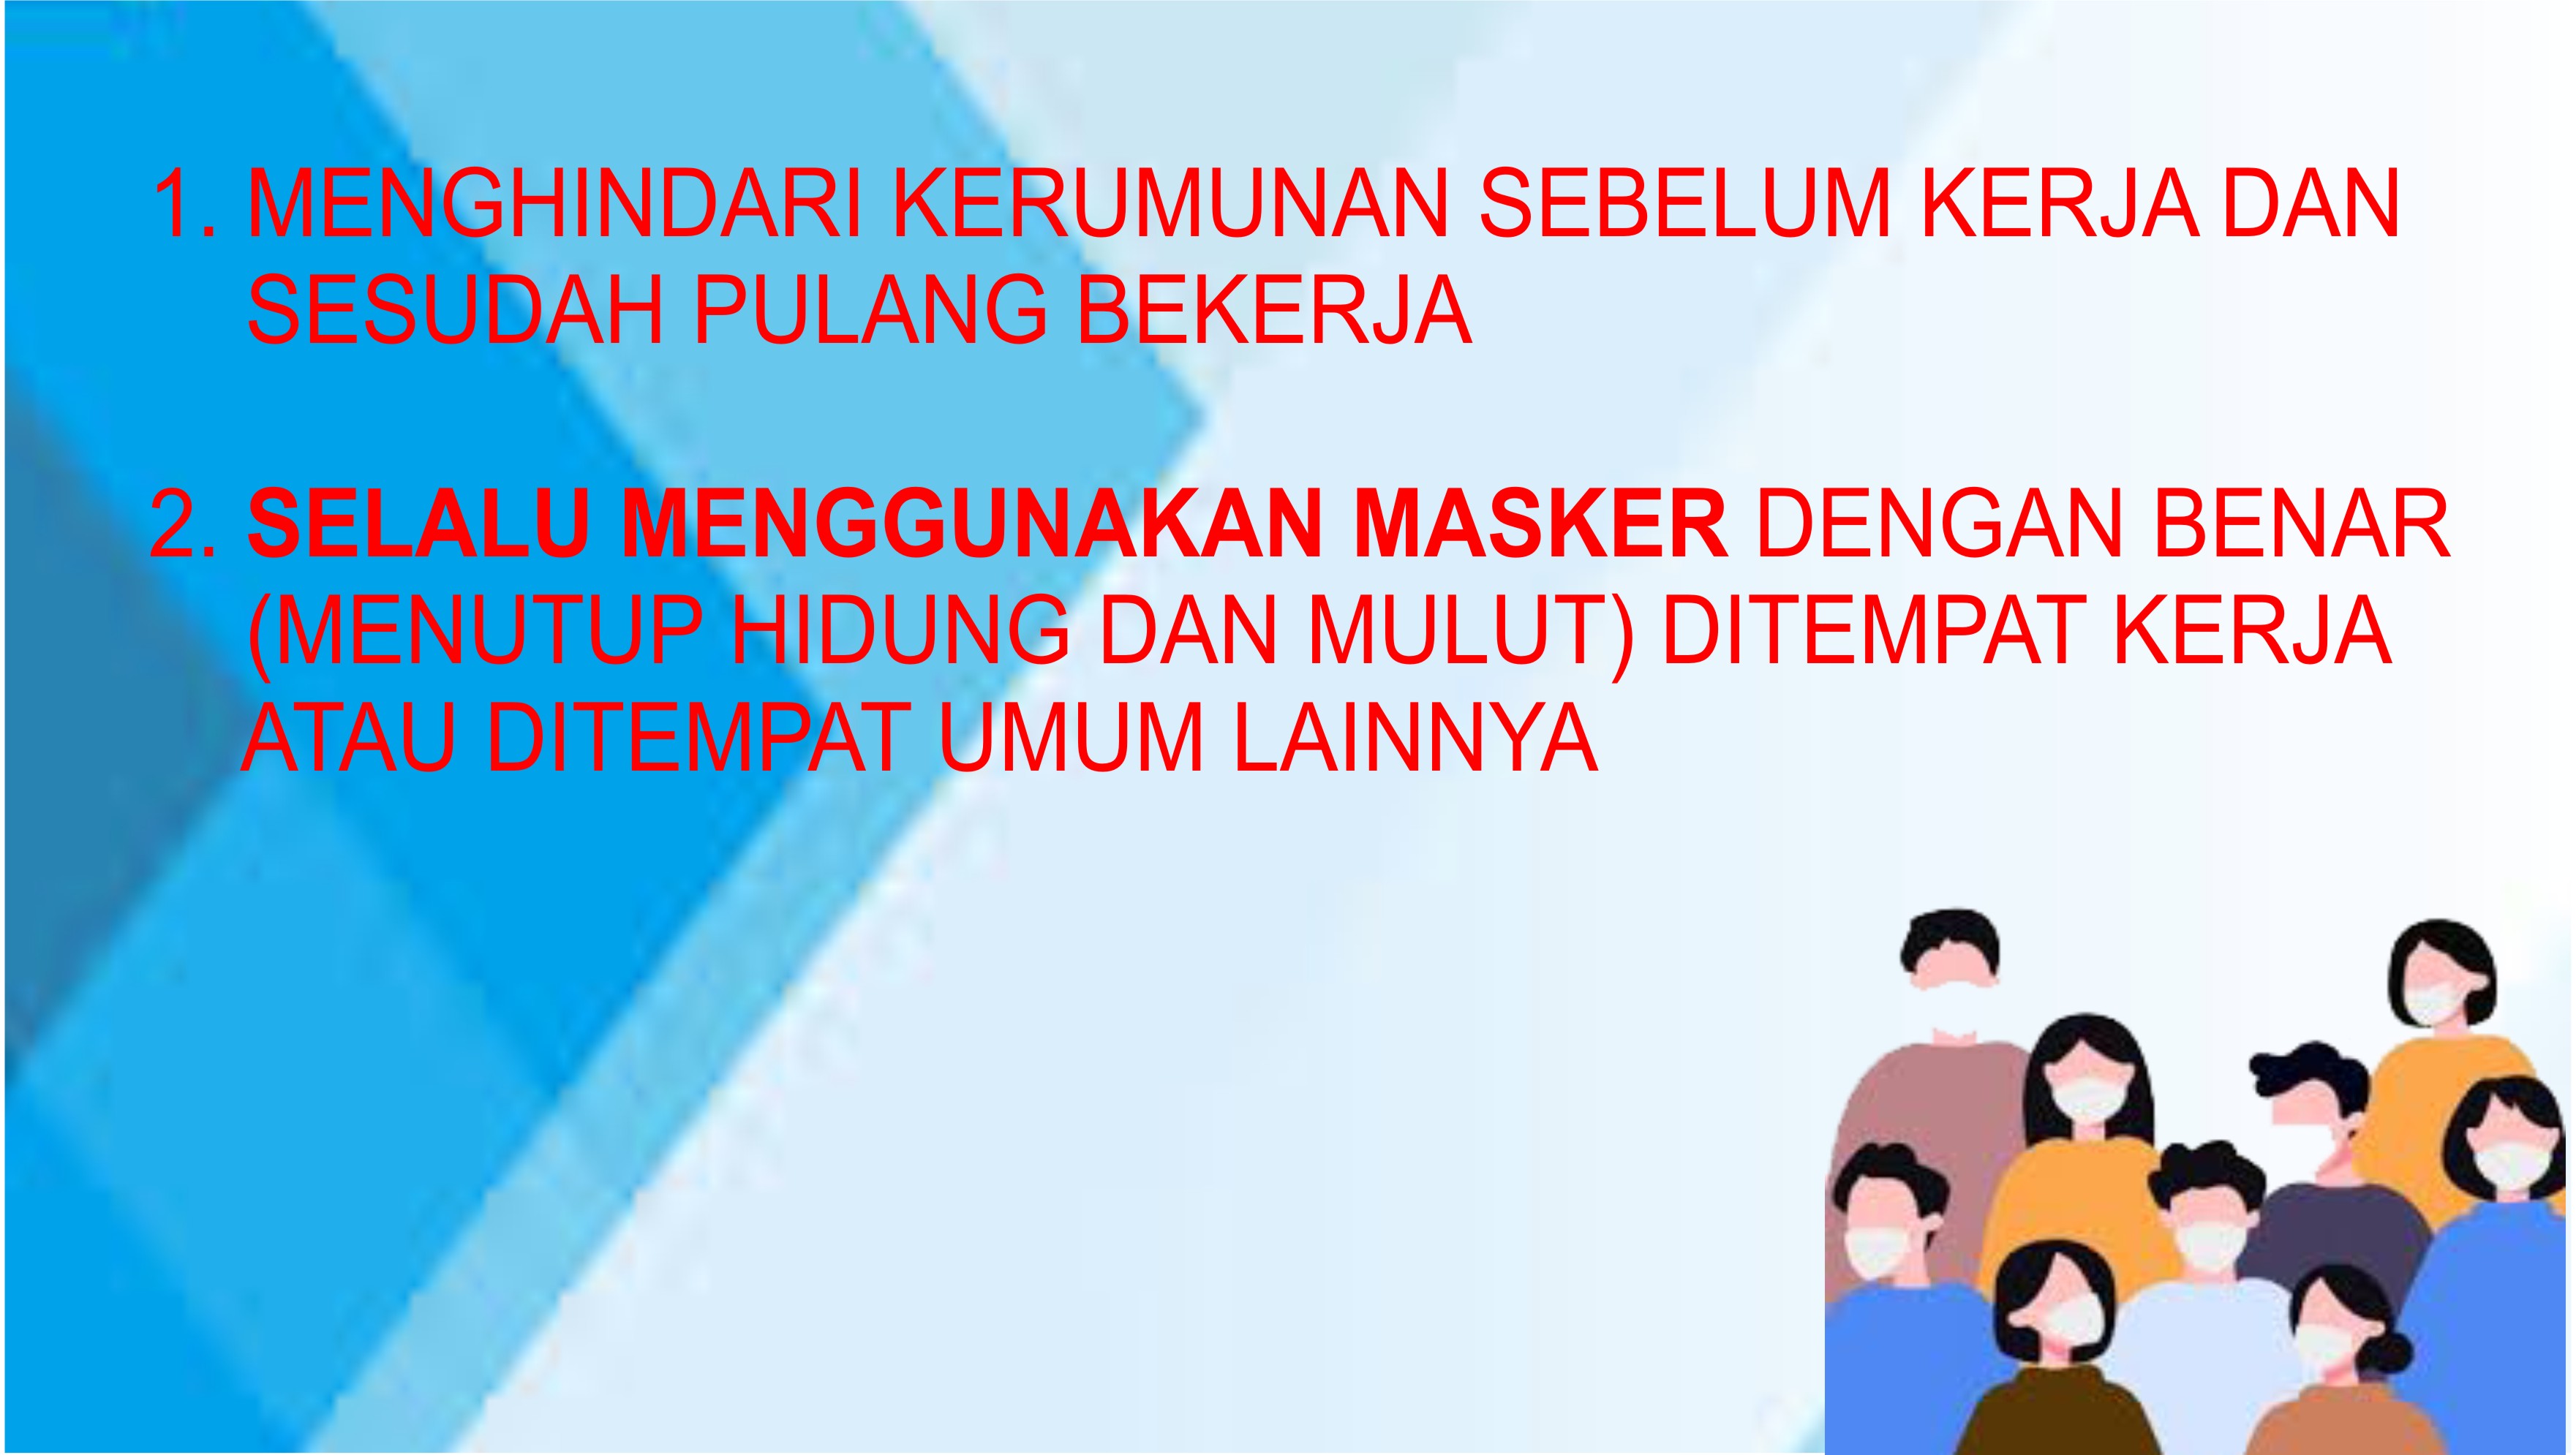 1. MENGHINDARI KERUMUNAN SEBELUM KERJA DAN
SESUDAH PULANG BEKERJA
2. SELALU MENGGUNAKAN MASKER DENGAN BENAR
(MENUTUP HIDUNG DAN MULUT) DITEMPAT KERJA
ATAU DITEMPAT UMUM LAINNYA